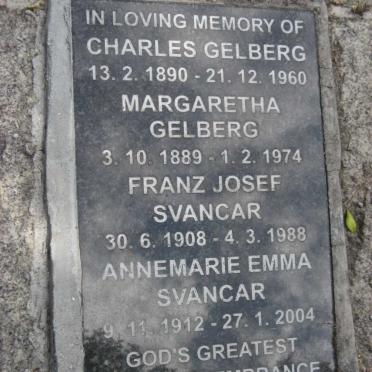 IN LOVING MEMORY OF
CHARLES GELBERG
13. 2. 1890 - 21. 12. 1960
MARGARETHA
GELBERG
3. 10. 1889 - 1. 2. 1974
FRANZ JOSEF
SVANCAR
30. 6. 1908 - 4. 3. 1988
ANNEMARIE EMMA
SVANCAR
9. 11. 1912 - 27. 1. 2004
GOD'S GREATEST